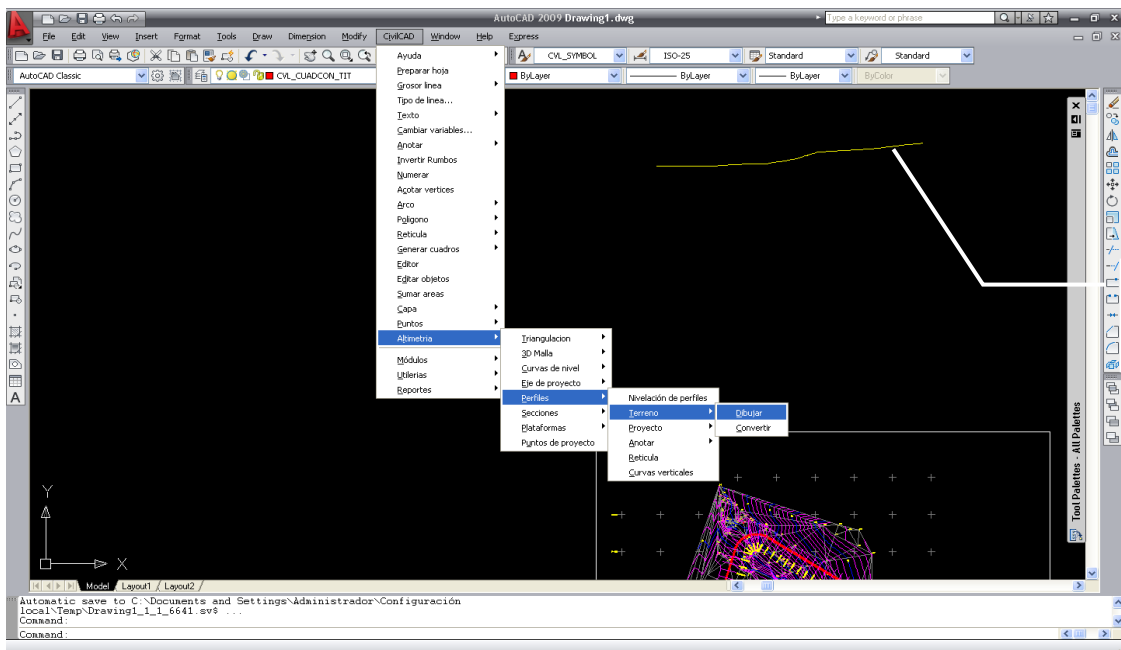 AutoCAD 2009 Drawing1.dwg
Type a keyword or phrase
File Edit View Insert Format Tools Draw Dimension Modify CivilCAD Window Help Express
CVL_SYMBOL ISO-25 Standard Standard
AutoCAD Classic CVL_CUADCON_TIT ByLayer ByLayer ByLayer ByColor
Ayuda
Preparar hoja
Grosor linea
Tipo de linea...
Texto
Cambiar variables...
Anotar
Invertir Rumbos
Numerar
Acotar vertices
Arco
Poligono
Reticula
Generar cuadros
Editor
Editar objetos
Sumar areas
Capa
Puntos
Altimetria
Módulos
Utilerias
Reportes
Triangulacion
3D Malla
Curvas de nivel
Eje de proyecto
Perfiles
Secciones
Plataformas
Puntos de proyecto
Nivelación de perfiles
Terreno
Proyecto
Anotar
Reticula
Curvas verticales
Dibujar
Convertir
Tool Palettes - All Palettes
Y
X
A
Model Layout1 Layout2
Automatic save to C:\Documents and Settings\Administrador\Configuración
local\Temp\Drawing1_1_1_6641.sv$ ...
Command:
Command: